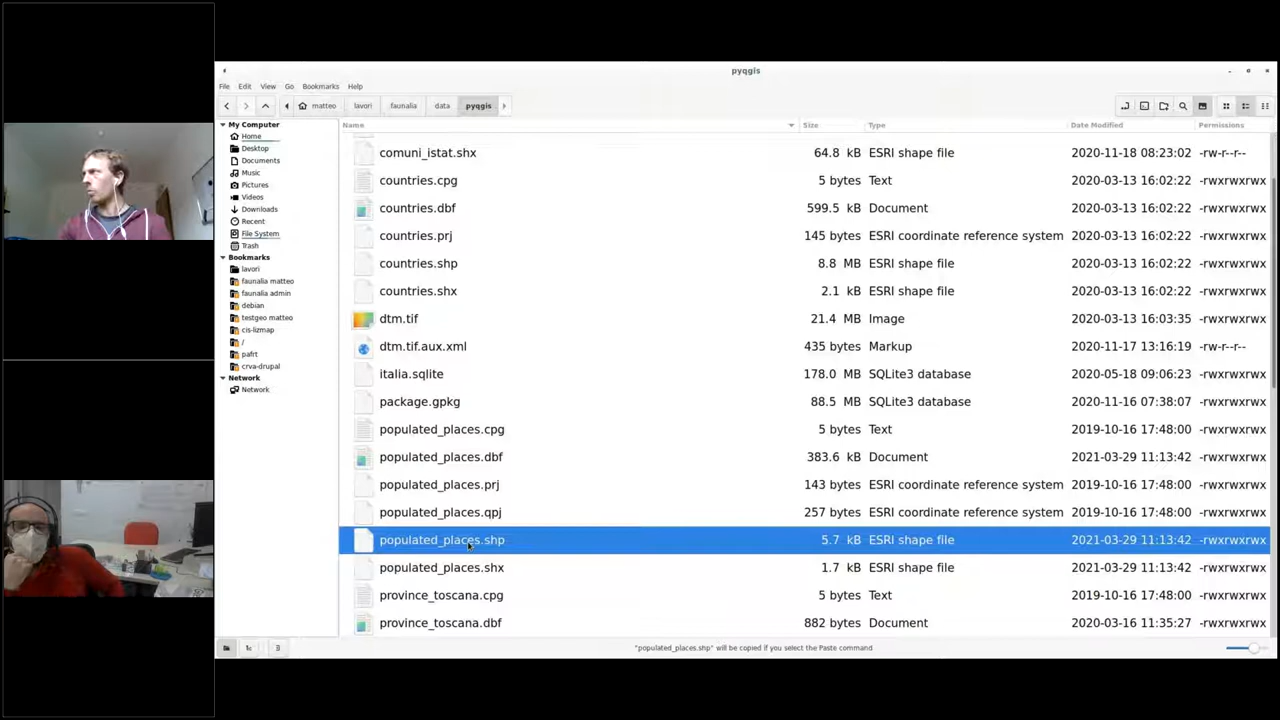 pyqgis
File Edit View Go Bookmarks Help
matteo lavori faunalia data pyqgis
My Computer
Home
Desktop
Documents
Music
Pictures
Videos
Downloads
Recent
File System
Trash
Bookmarks
lavori
faunalia matteo
faunalia admin
debian
testgeo matteo
cis-lizmap
/
pafrt
crva-drupal
Network
Network
Name Size Type Date Modified Permissions
comuni_istat.shx 64.8 kB ESRI shape file 2020-11-10 08:23:02 -rw-r--r--
countries.cpg 5 bytes Text 2020-03-13 16:02:22 -rwxrwxrwx
countries.dbf 599.5 kB Document 2020-03-13 16:02:22 -rwxrwxrwx
countries.prj 145 bytes ESRI coordinate reference system 2020-03-13 16:02:22 -rwxrwxrwx
countries.shp 8.8 MB ESRI shape file 2020-03-13 16:02:22 -rwxrwxrwx
countries.shx 2.1 kB ESRI shape file 2020-03-13 16:02:22 -rwxrwxrwx
dtm.tif 21.4 MB Image 2020-03-13 16:03:35 -rwxrwxrwx
dtm.tif.aux.xml 435 bytes Markup 2020-11-17 13:16:19 -rw-r--r--
italia.sqlite 178.0 MB SQLite3 database 2020-05-18 09:06:23 -rwxrwxrwx
package.gpkg 88.5 MB SQLite3 database 2020-11-16 07:38:07 -rwxrwxrwx
populated_places.cpg 5 bytes Text 2019-10-16 17:48:00 -rwxrwxrwx
populated_places.dbf 383.6 kB Document 2021-03-29 11:13:42 -rwxrwxrwx
populated_places.prj 143 bytes ESRI coordinate reference system 2019-10-16 17:48:00 -rwxrwxrwx
populated_places.qpj 257 bytes ESRI coordinate reference system 2019-10-16 17:48:00 -rwxrwxrwx
populated_places.shp 5.7 kB ESRI shape file 2021-03-29 11:13:42 -rwxrwxrwx
populated_places.shx 1.7 kB ESRI shape file 2021-03-29 11:13:42 -rwxrwxrwx
province_toscana.cpg 5 bytes Text 2019-10-16 17:48:00 -rwxrwxrwx
province_toscana.dbf 882 bytes Document 2020-03-16 11:35:27 -rwxrwxrwx
"populated_places.shp" will be copied if you select the Paste command